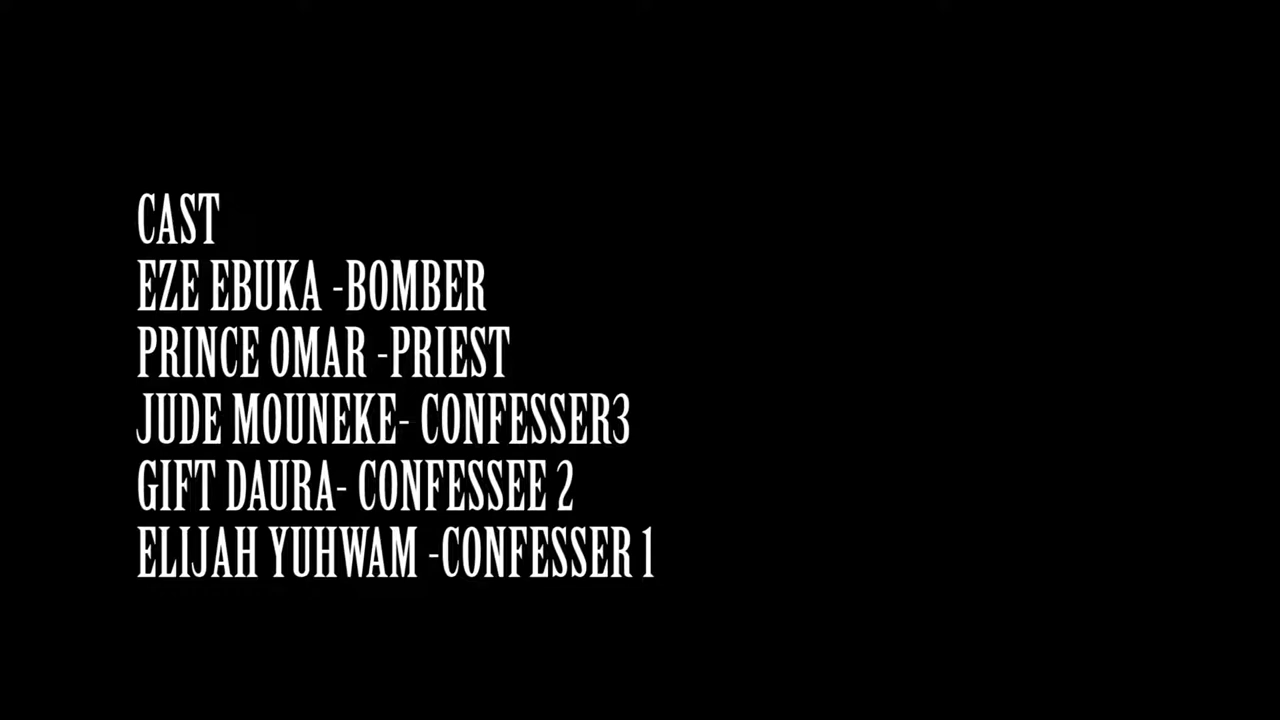 CAST
EZE EBUKA -BOMBER
PRINCE OMAR -PRIEST
JUDE MOUNEKE- CONFESSER3
GIFT DAURA- CONFESSEE 2
ELIJAH YUHWAM -CONFESSER 1